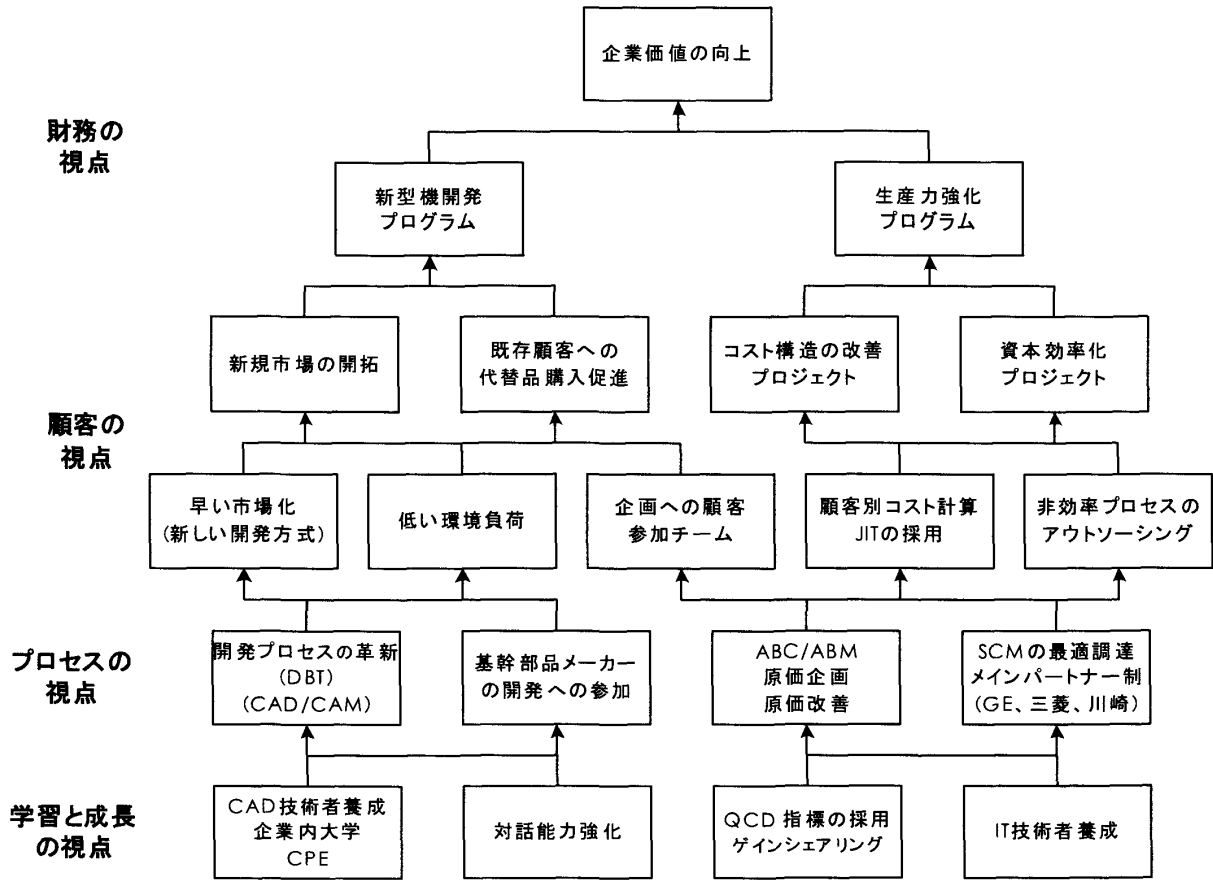 企業価値の向上
財務の
視点
新型機開発
プログラム
生産力強化
プログラム
新規市場の開拓
既存顧客への
代替品購入促進
コスト構造の改善
プロジェクト
資本効率化
プロジェクト
顧客の
視点
早い市場化
(新しい開発方式)
低い環境負荷
企画への顧客
参加チーム
顧客別コスト計算
JITの採用
非効率プロセスの
アウトソーシング
プロセスの
視点
開発プロセスの革新
(DBT)
(CAD/CAM)
基幹部品メーカー
の開発への参加
ABC/ABM
原価企画
原価改善
SCMの最適調達
メインパートナー制
(GE、三菱、川崎)
学習と成長
の視点
CAD技術者養成
企業内大学
CPE
対話能力強化
QCD指標の採用
ゲインシェアリング
IT技術者養成